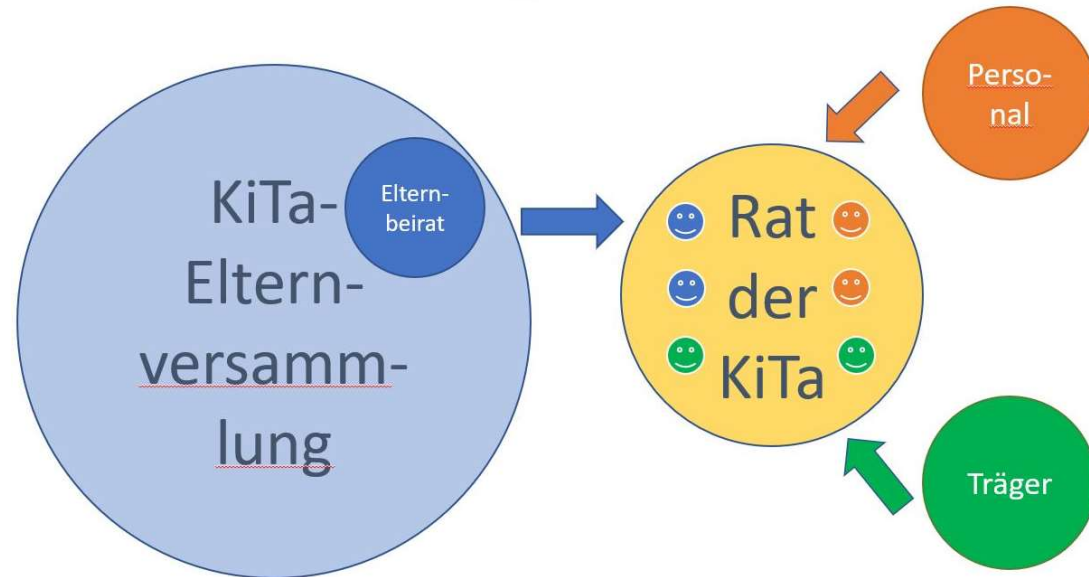 KiTa-
Eltern-
versamm-
lung
Eltern-
beirat
Rat
der
KiTa
Perso-
nal
Träger